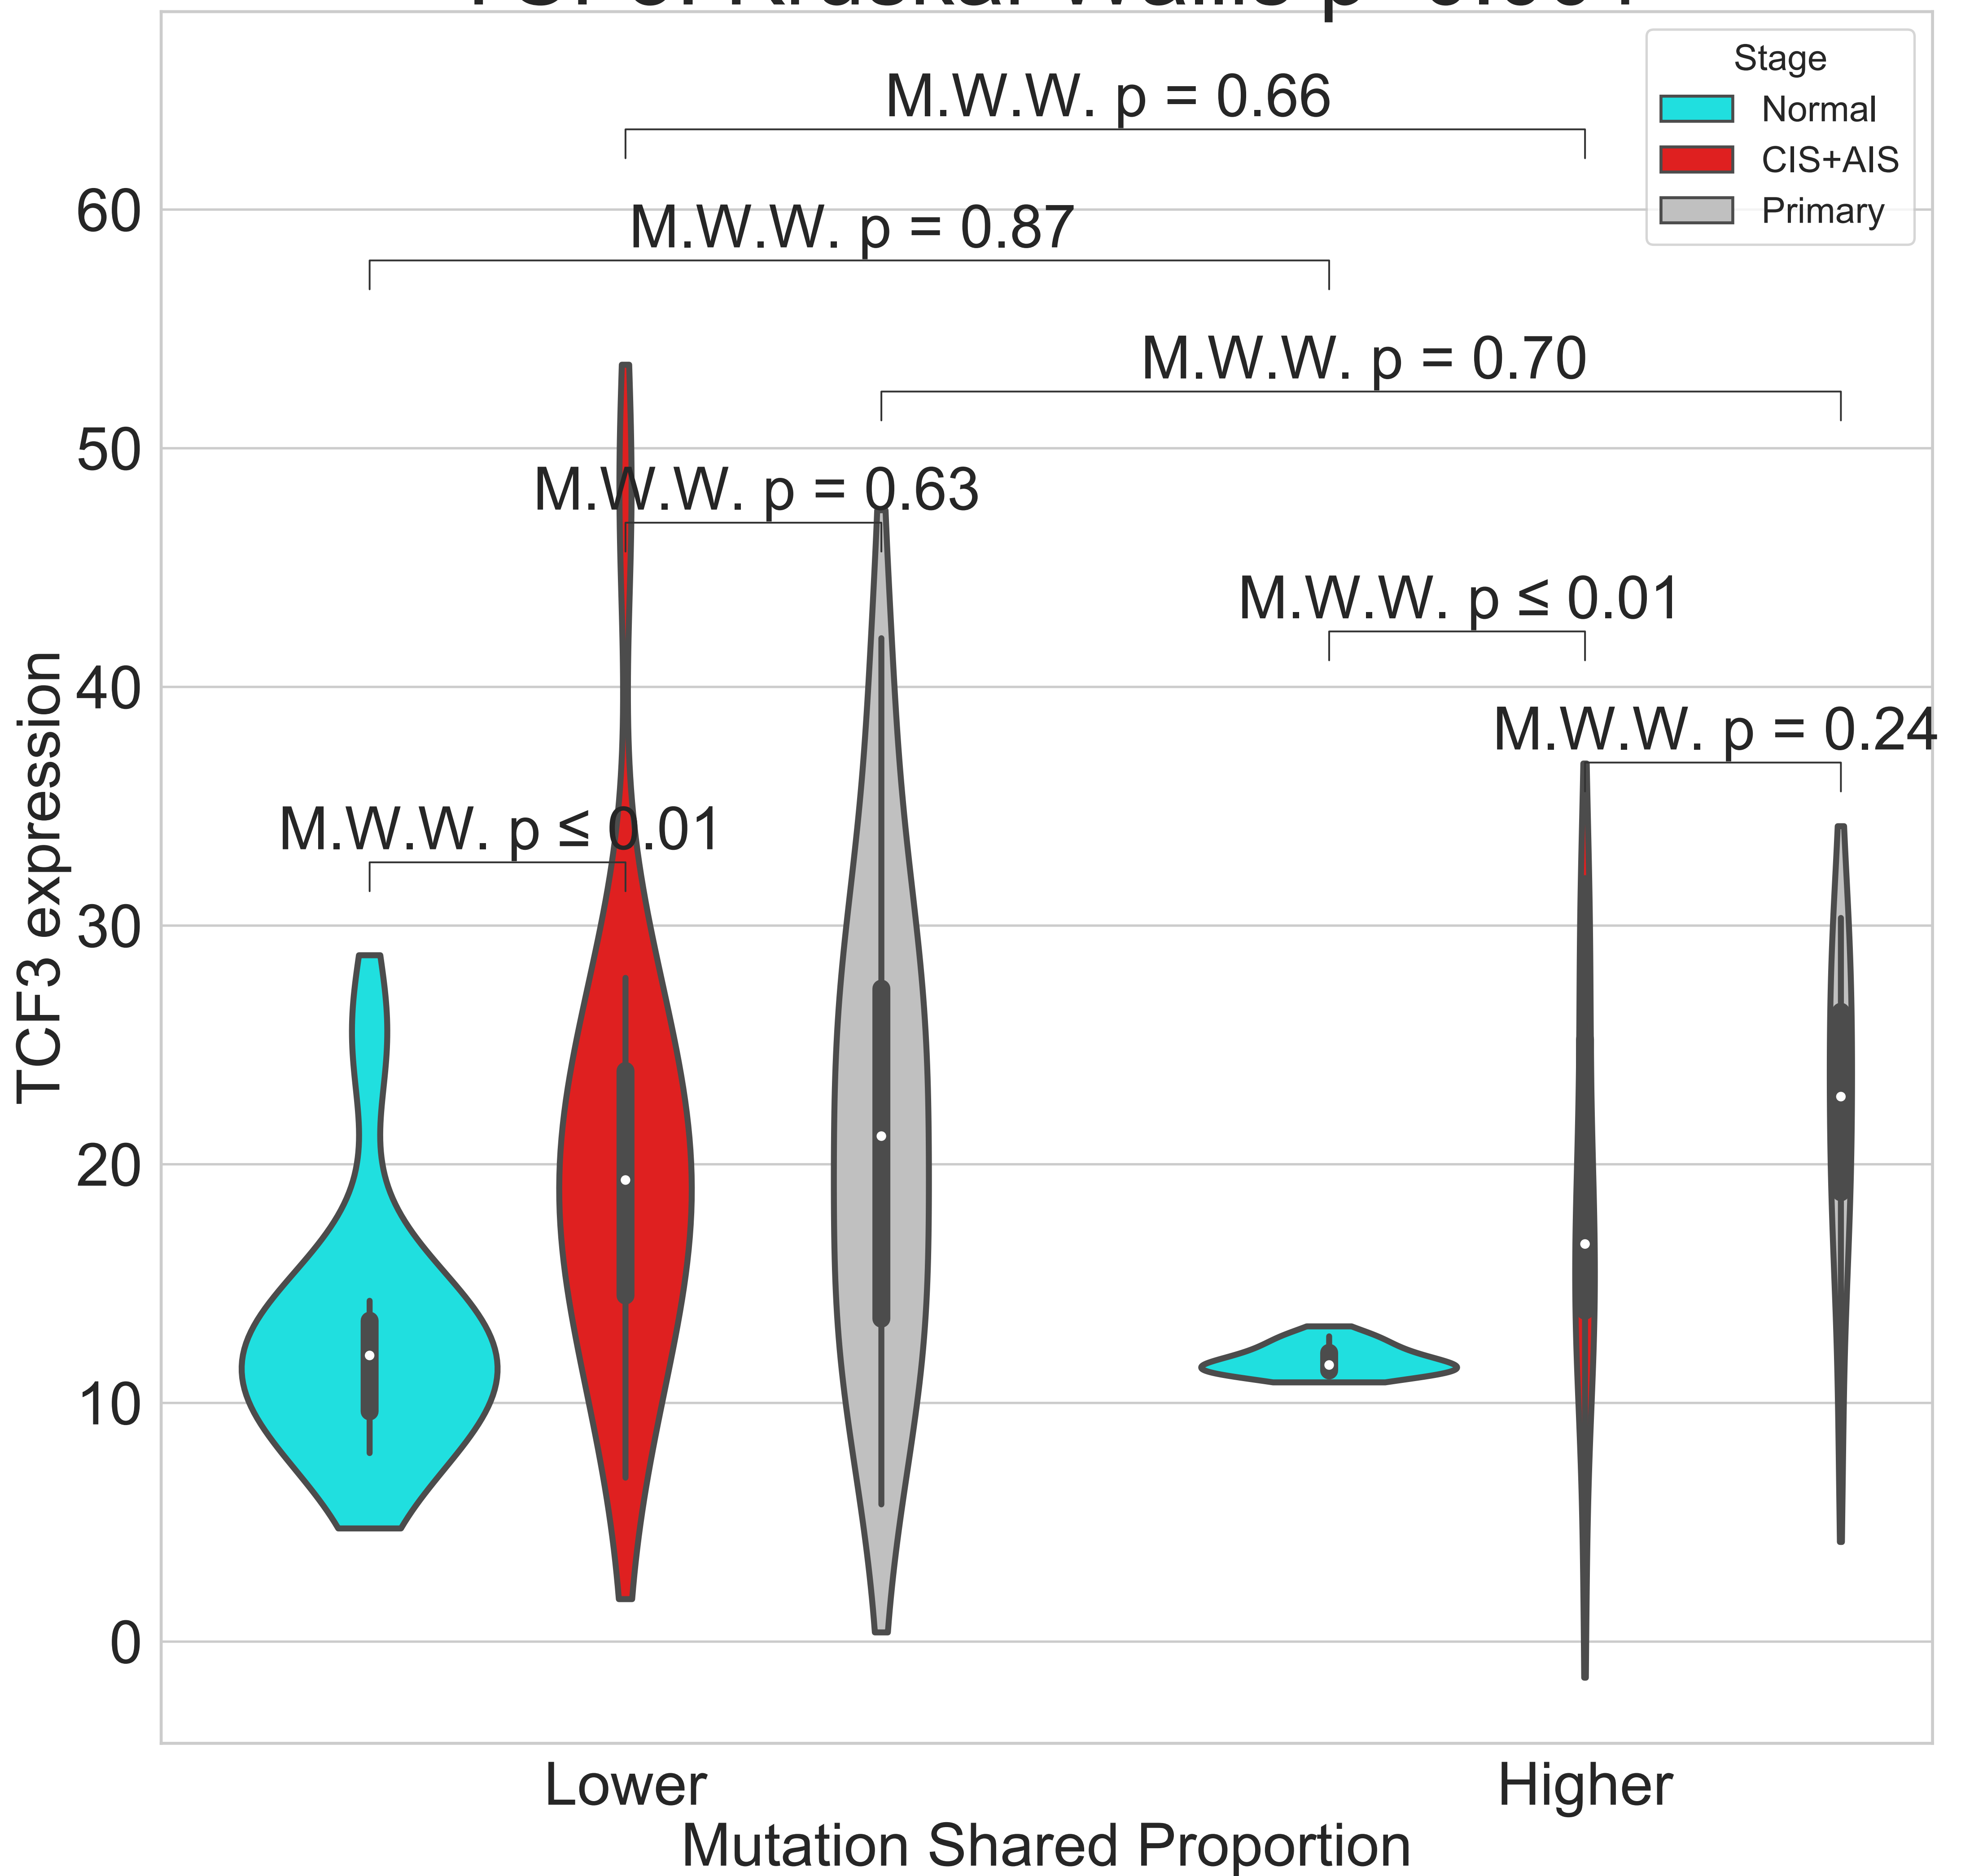 Stage
Normal
CIS+AIS
Primary
M.W.W. p = 0.66
M.W.W. p = 0.87
M.W.W. p = 0.70
M.W.W. p = 0.63
M.W.W. p ≤ 0.01
M.W.W. p = 0.24
M.W.W. p ≤ 0.01
60
50
40
30
20
10
0
TCF3 expression
Lower
Higher
Mutation Shared Proportion